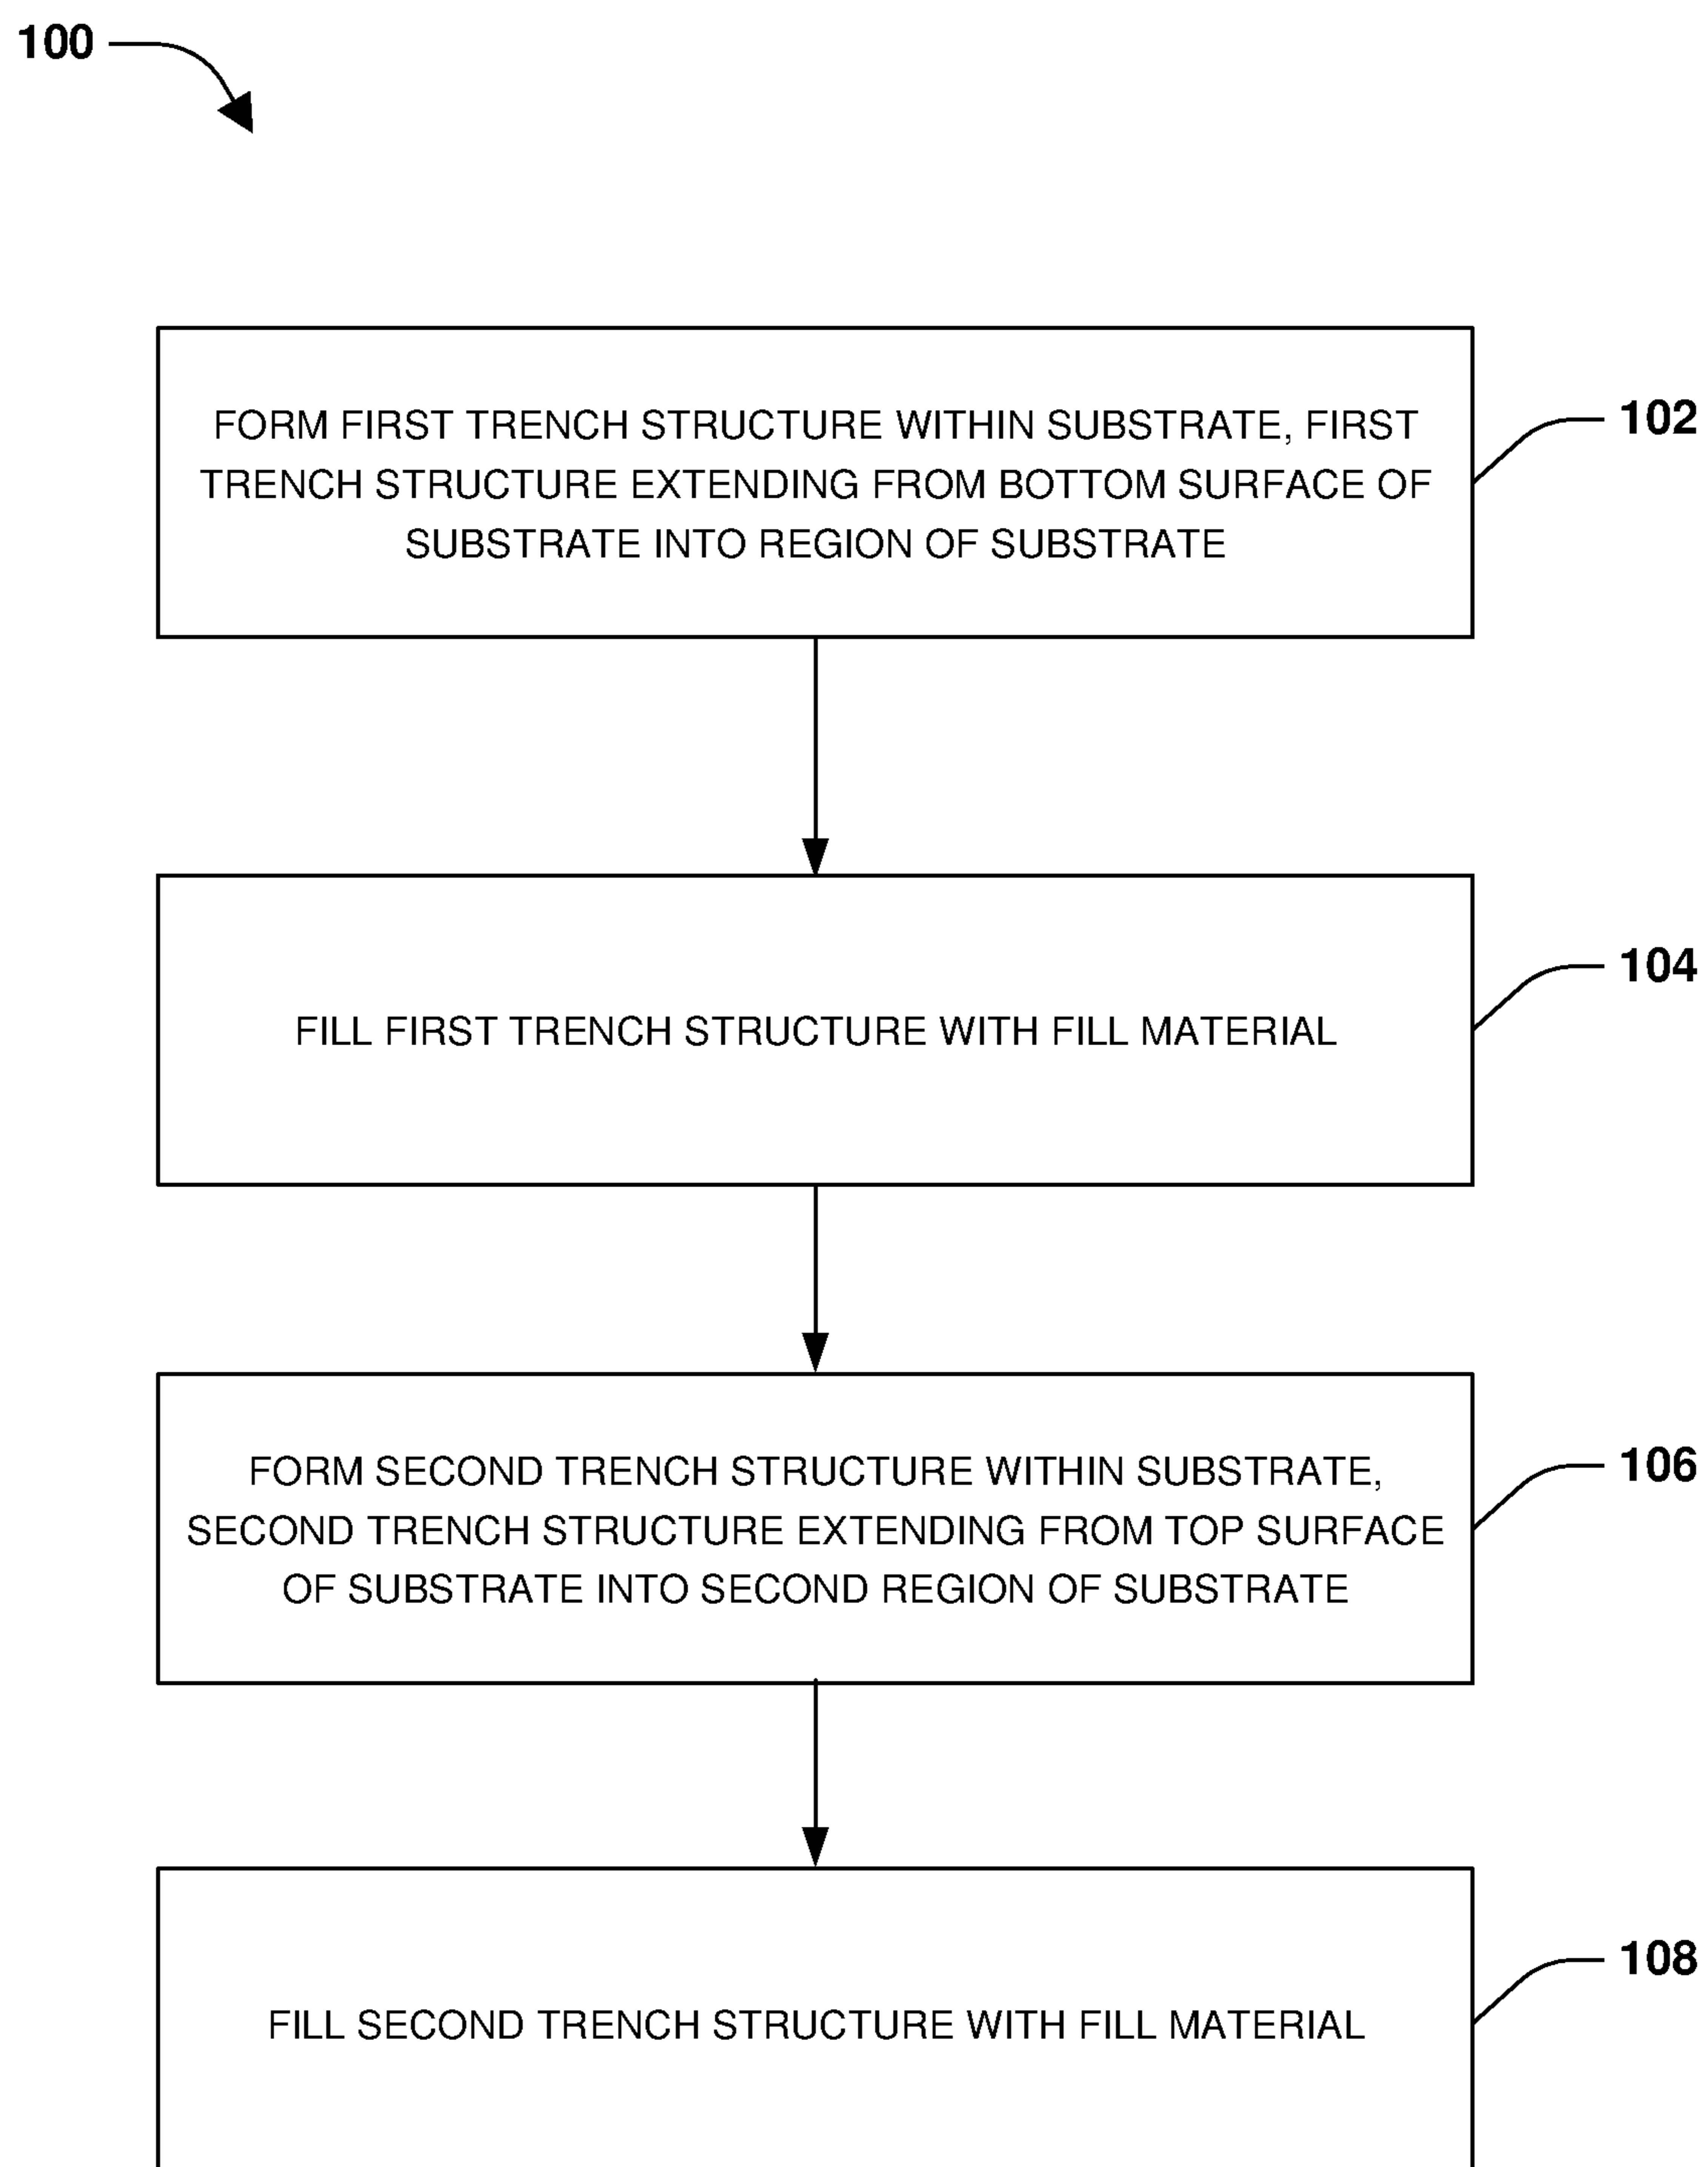 100
FORM FIRST TRENCH STRUCTURE WITHIN SUBSTRATE, FIRST
TRENCH STRUCTURE EXTENDING FROM BOTTOM SURFACE OF
SUBSTRATE INTO REGION OF SUBSTRATE
102
FILL FIRST TRENCH STRUCTURE WITH FILL MATERIAL
104
FORM SECOND TRENCH STRUCTURE WITHIN SUBSTRATE,
SECOND TRENCH STRUCTURE EXTENDING FROM TOP SURFACE
OF SUBSTRATE INTO SECOND REGION OF SUBSTRATE
106
FILL SECOND TRENCH STRUCTURE WITH FILL MATERIAL
108